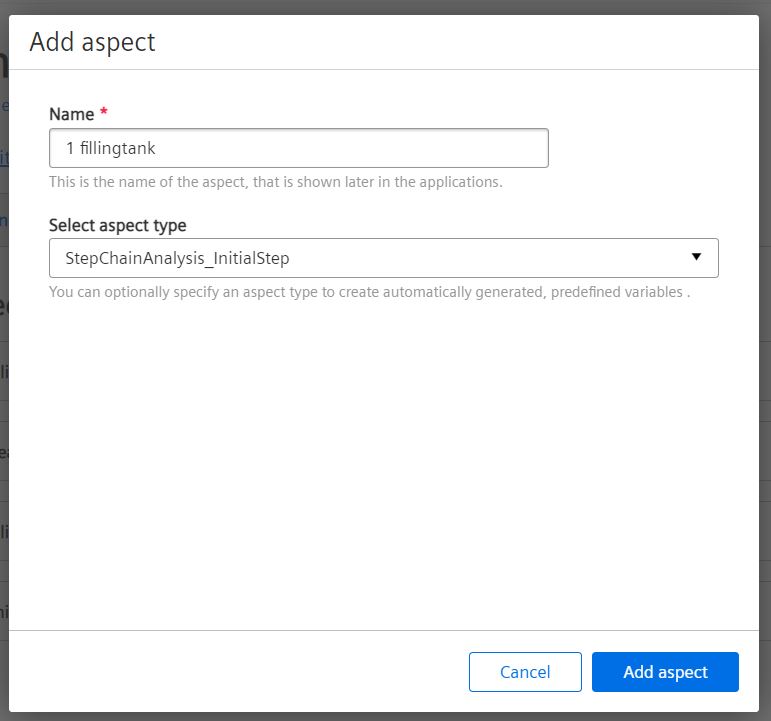 Add aspect
Name *
1 fillingtank
This is the name of the aspect, that is shown later in the applications.
Select aspect type
StepChainAnalysis_InitialStep
You can optionally specify an aspect type to create automatically generated, predefined variables .
Cancel
Add aspect